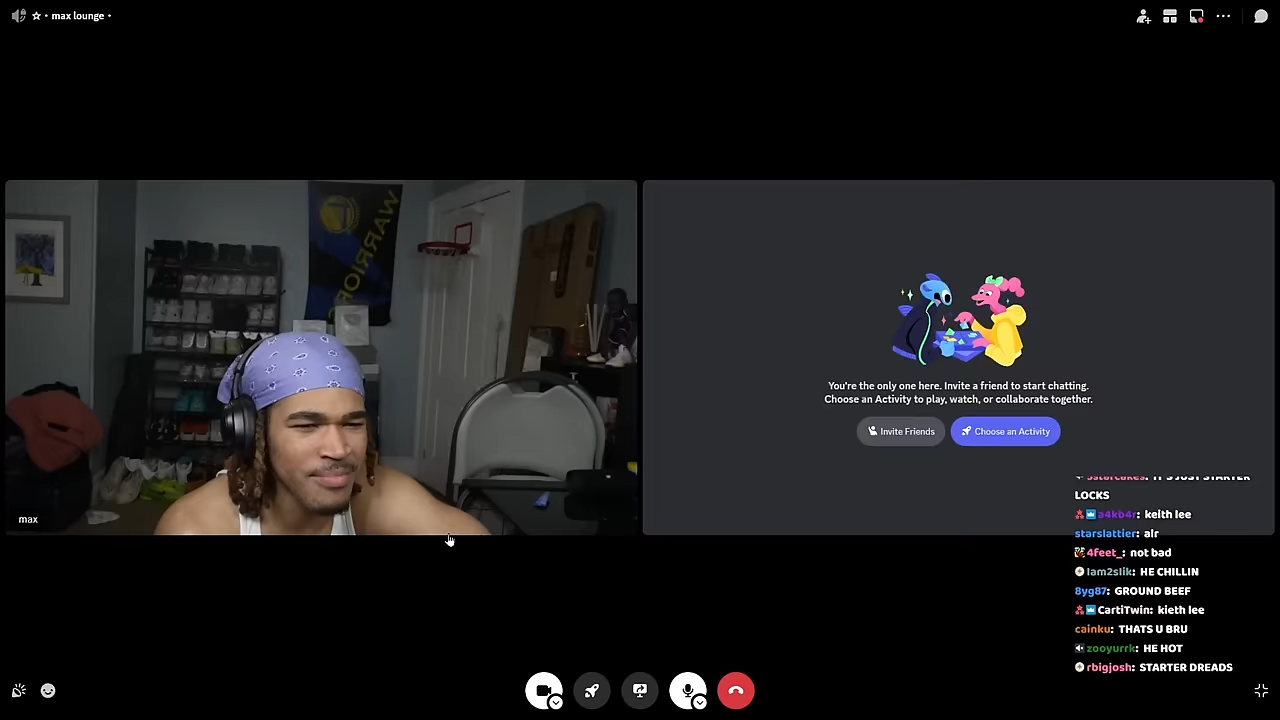 ☆ • max lounge •
WARRIOR
max
You're the only one here. Invite a friend to start chatting.
Choose an Activity to play, watch, or collaborate together.
Invite Friends
Choose an Activity
LOCKS
a4kb4r: keith lee
starslattier: alr
4feet_: not bad
Iam2slik: HE CHILLIN
8yg87: GROUND BEEF
CartiTwin: kieth lee
cainku: THATS U BRU
zooyurrk: HE HOT
rbigjosh: STARTER DREADS